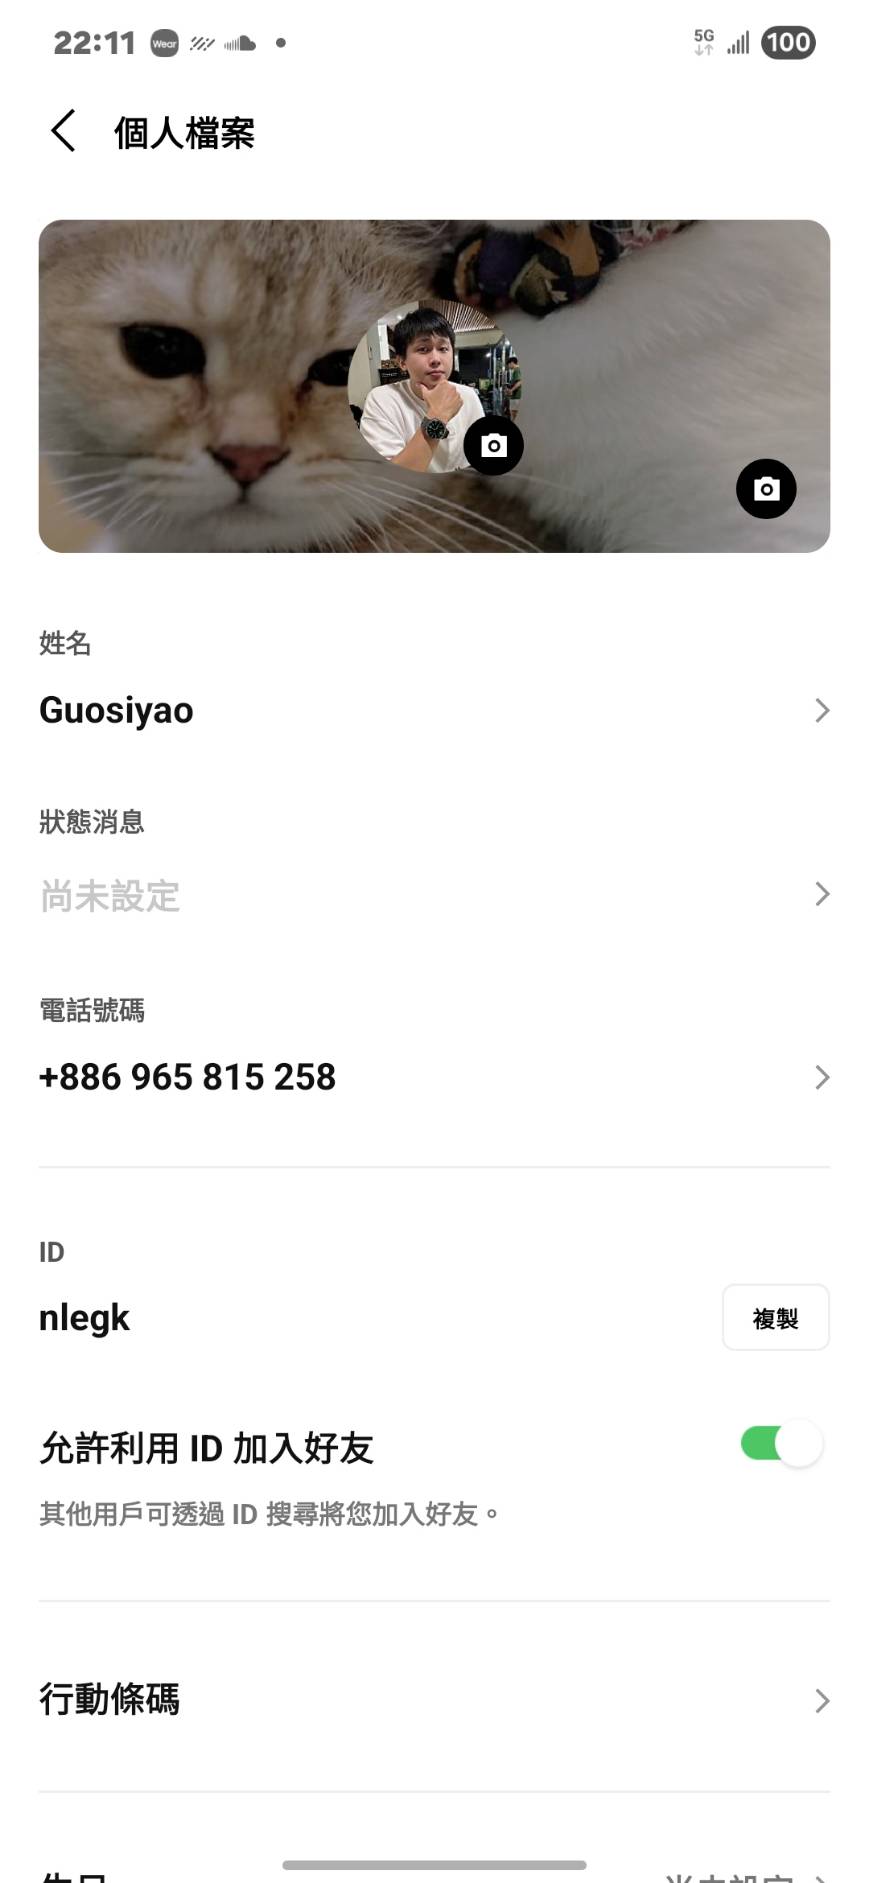 22:11 Wear 5G 100
個人檔案
姓名
Guosiyao
狀態消息
尚未設定
電話號碼
+886 965 815 258
ID
nlegk
複製
允許利用 ID 加入好友
其他用戶可透過 ID 搜尋將您加入好友。
行動條碼